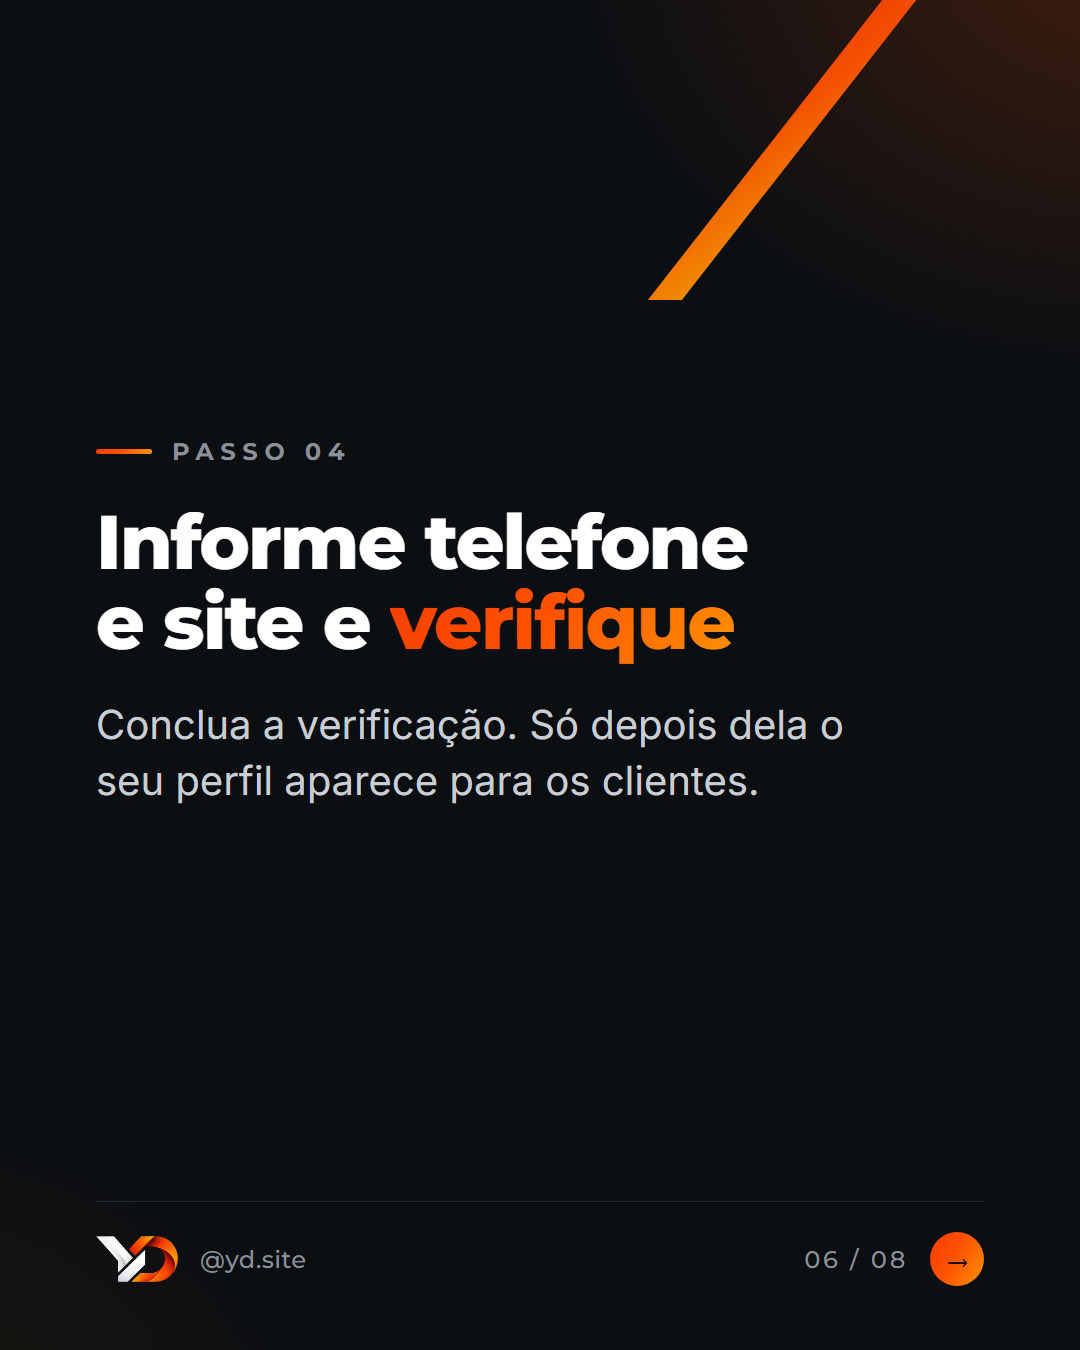 PASSO 04
Informe telefone
e site e verifique
Conclua a verificação. Só depois dela o
seu perfil aparece para os clientes.
YD @yd.site
06 / 08 →